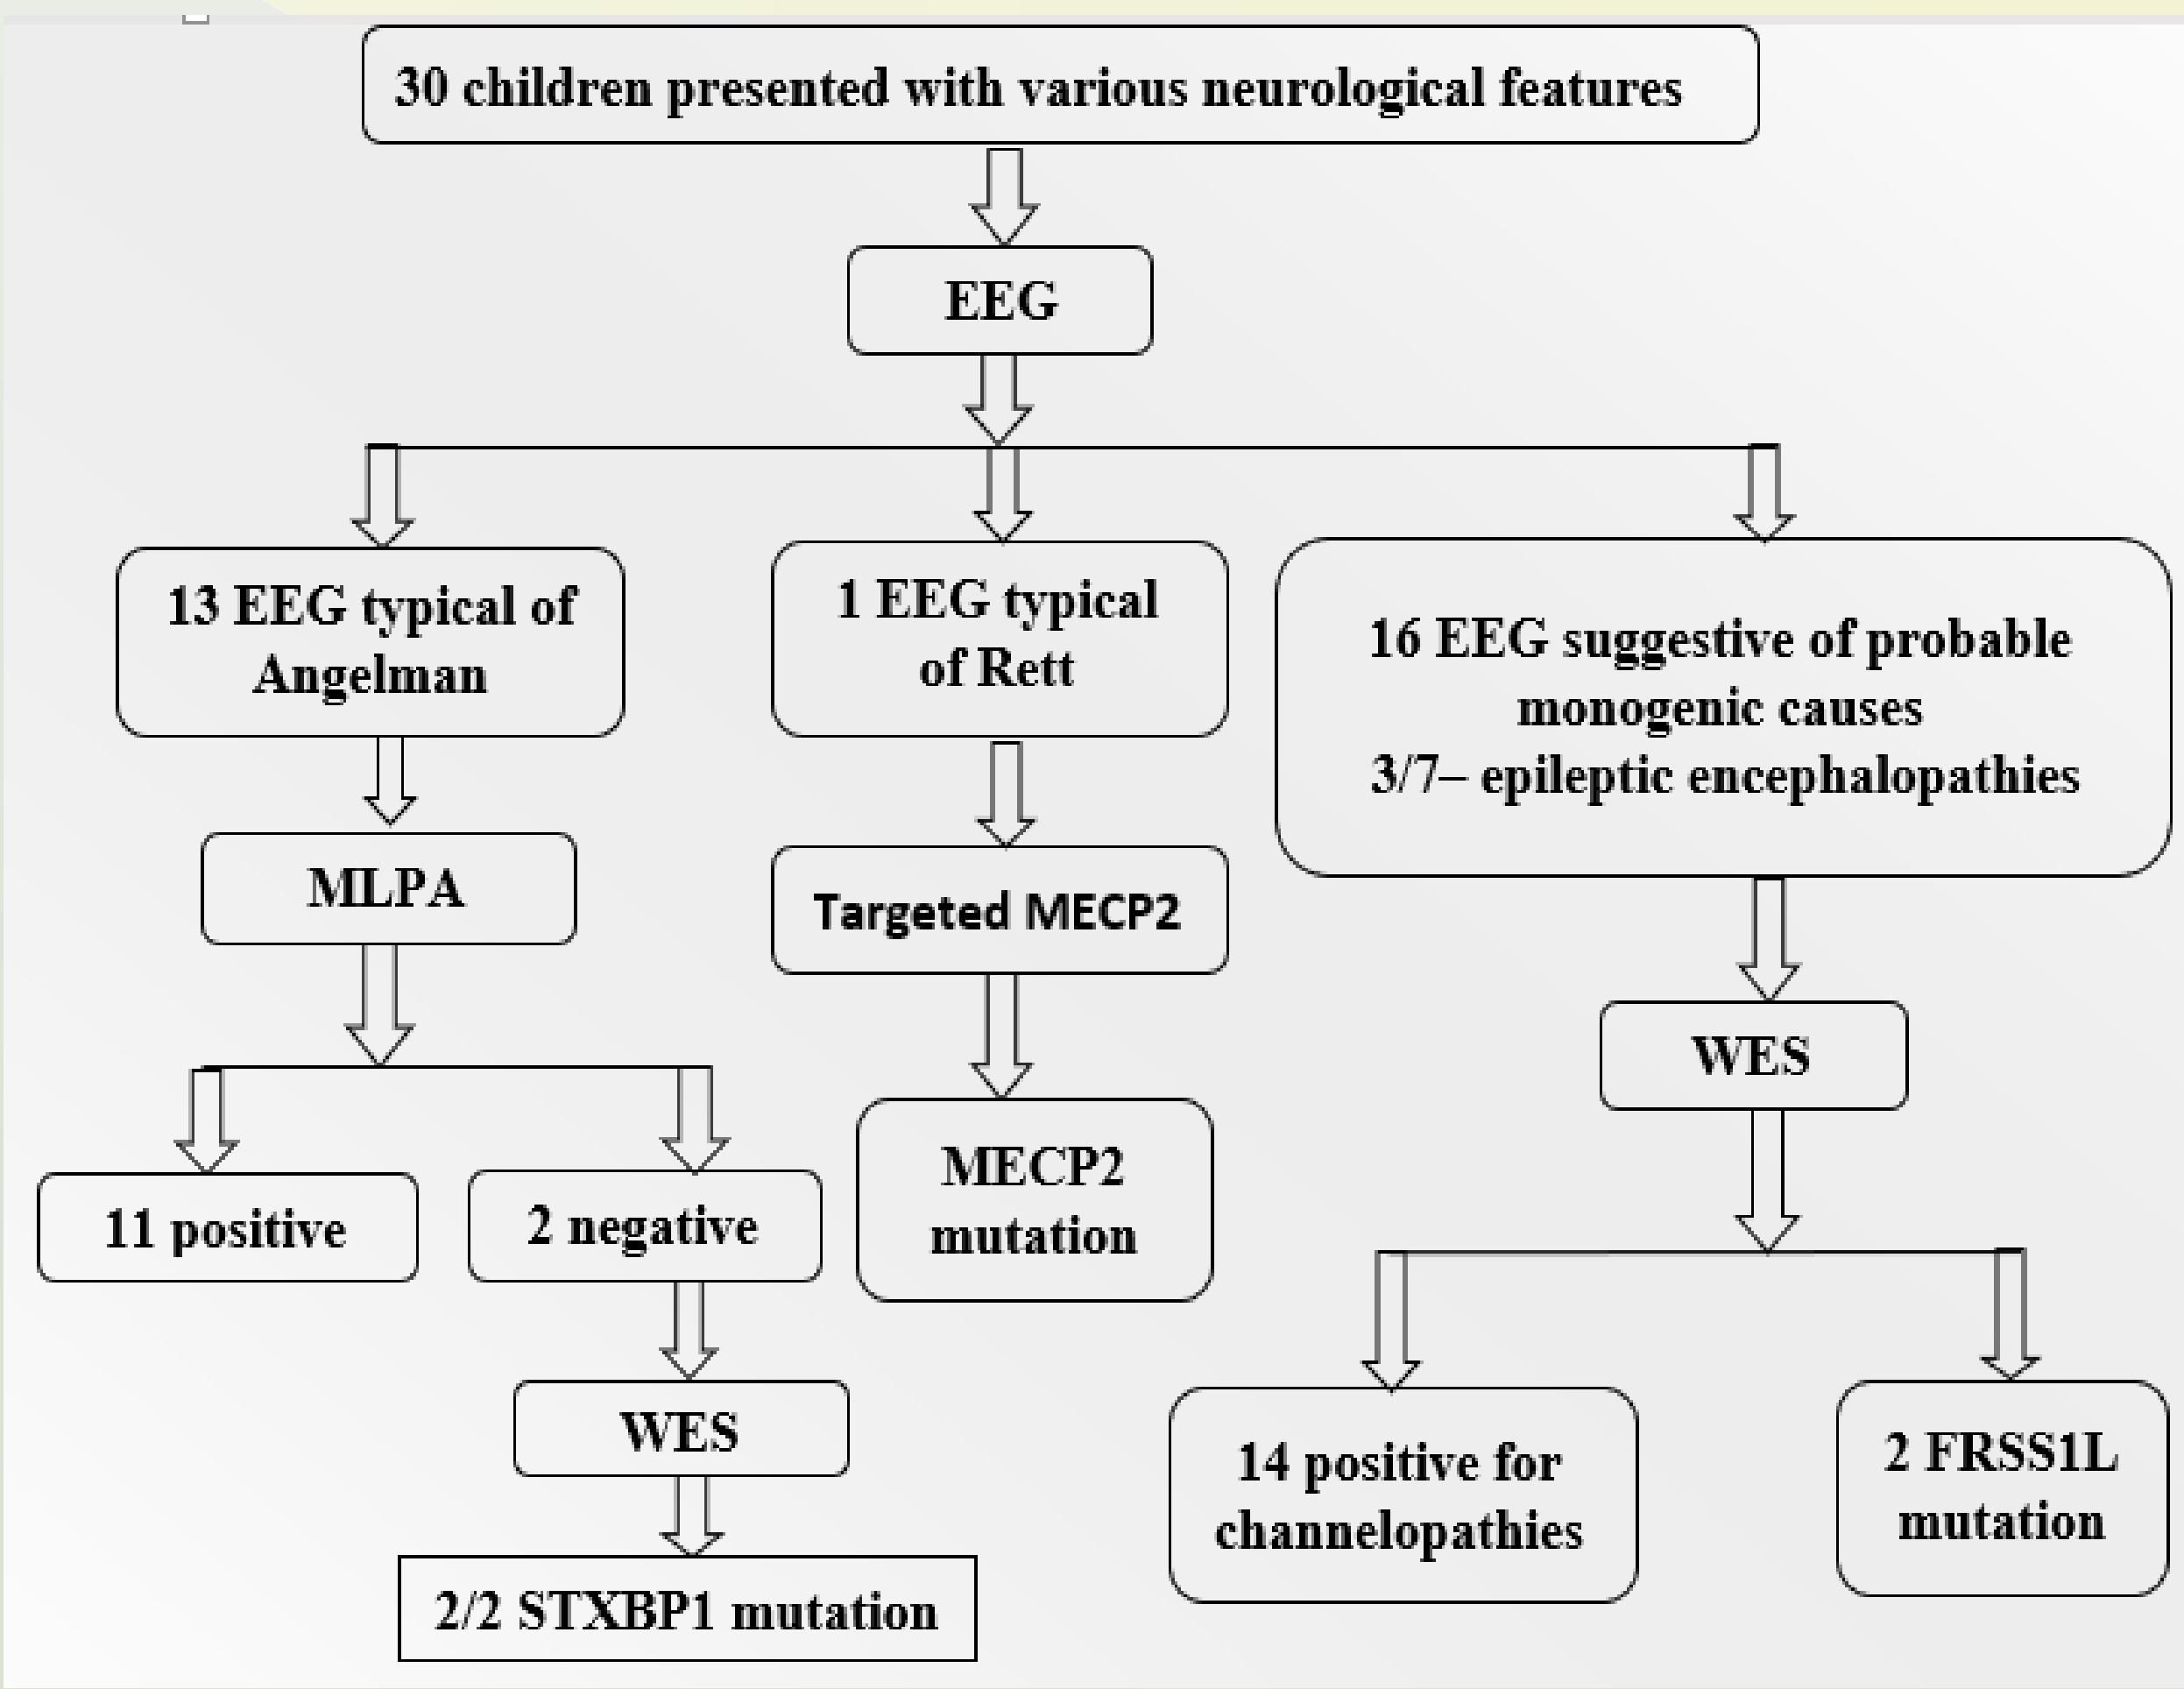 30 children presented with various neurological features
EEG
13 EEG typical of
Angelman
1 EEG typical
of Rett
16 EEG suggestive of probable
monogenic causes
3/7– epileptic encephalopathies
MLPA
Targeted MECP2
WES
11 positive
2 negative
MECP2
mutation
WES
14 positive for
channelopathies
2 FRSS1L
mutation
2/2 STXBP1 mutation